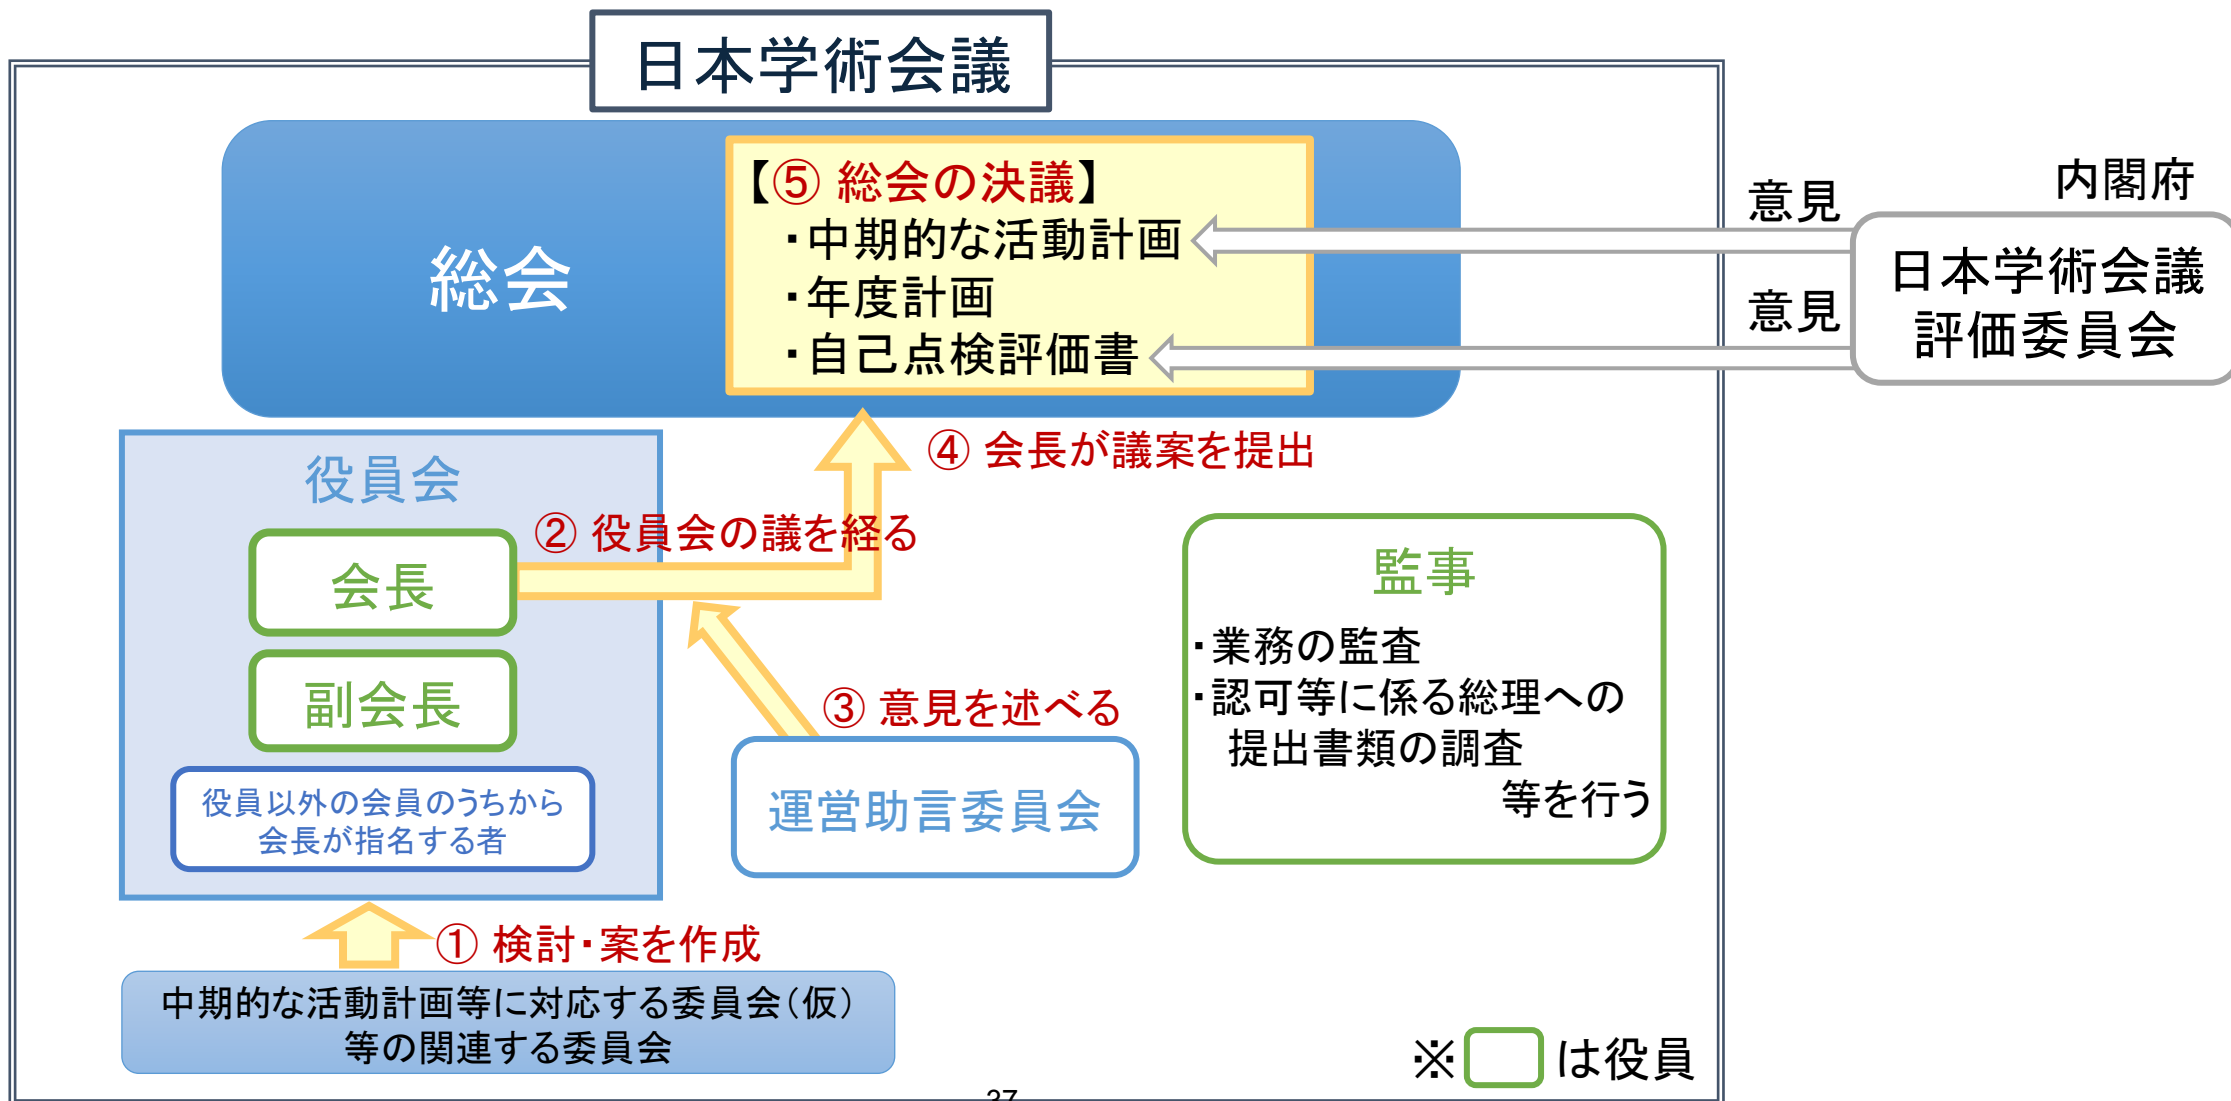 日本学術会議
【⑤ 総会の決議】
・中期的な活動計画
・年度計画
・自己点検評価書
総会
意見
意見
内閣府
日本学術会議
評価委員会
④ 会長が議案を提出
役員会
② 役員会の議を経る
会長
副会長
役員以外の会員のうちから
会長が指名する者
③ 意見を述べる
運営助言委員会
監事
・業務の監査
・認可等に係る総理への
提出書類の調査
等を行う
① 検討・案を作成
中期的な活動計画等に対応する委員会（仮）
等の関連する委員会
※ は役員
37